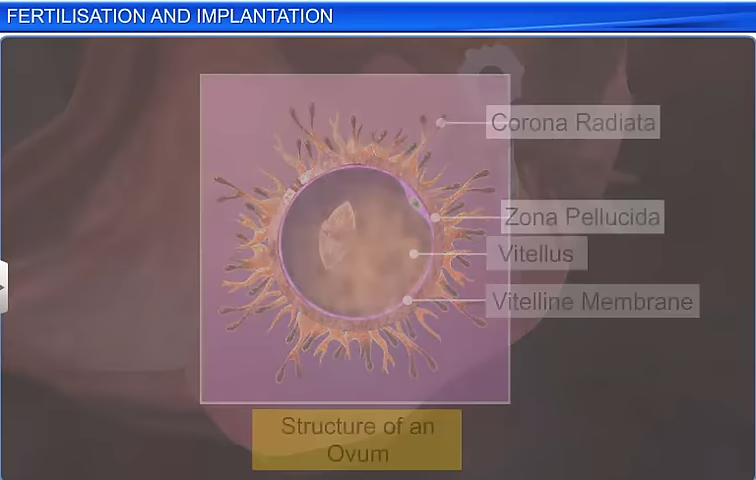 FERTILISATION AND IMPLANTATION
Corona Radiata
Zona Pellucida
Vitellus
Vitelline Membrane
Structure of an
Ovum